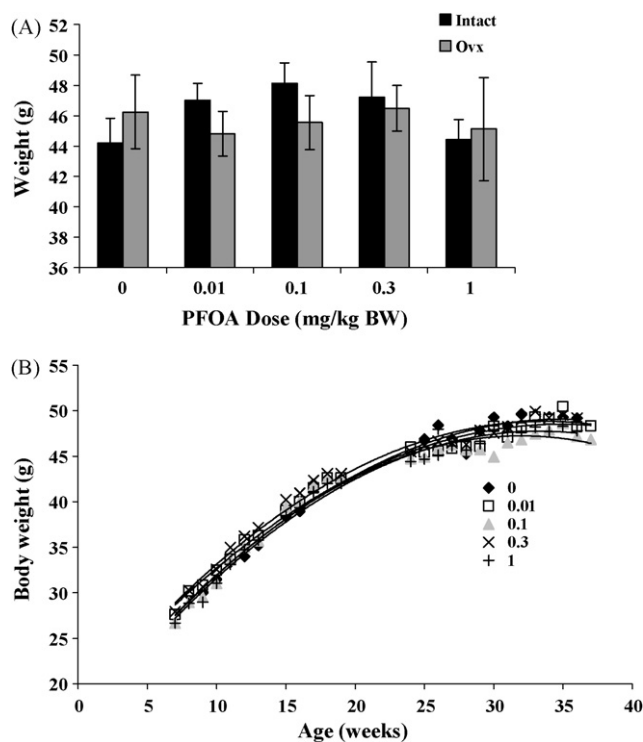 (A)
52
50
48
46
44
42
40
38
36
Weight (g)
Intact
Ovx
0 0.01 0.1 0.3 1
PFOA Dose (mg/kg BW)
(B)
55
50
45
40
35
30
25
20
Body weight (g)
0
0.01
0.1
0.3
1
0 5 10 15 20 25 30 35 40
Age (weeks)